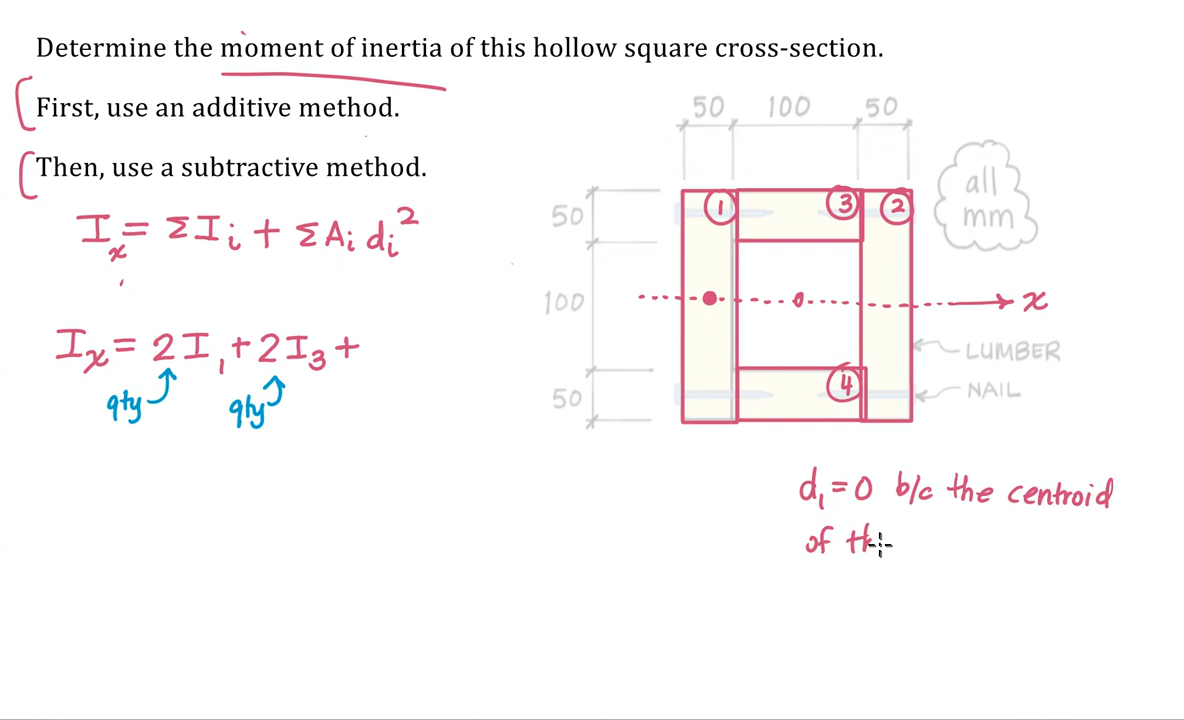 Determine the moment of inertia of this hollow square cross-section.
First, use an additive method.
Then, use a subtractive method.
Iₓ = ΣIᵢ + ΣAᵢ dᵢ²
Iₓ = 2I₁ + 2I₃ +
qty
qty
50 100 50
50
100
50
1
3
2
4
0
x
all
mm
LUMBER
NAIL
d₁ = 0 b/c the centroid
of